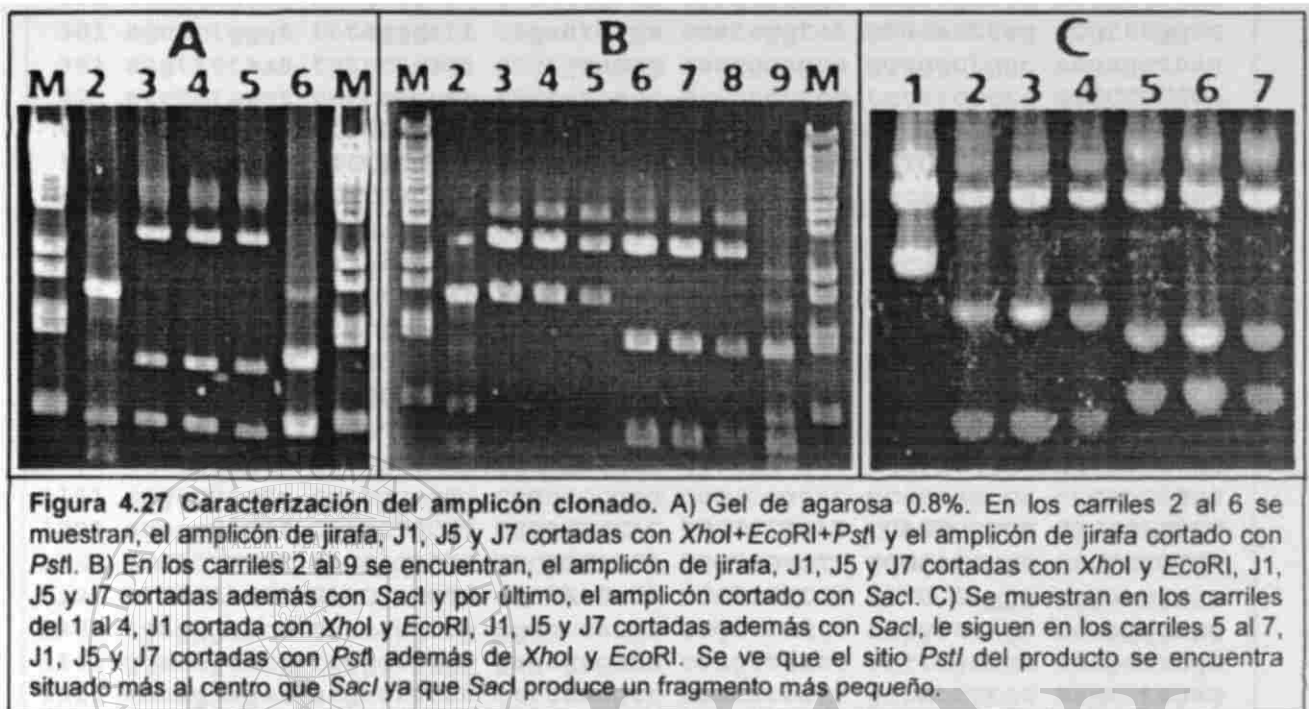 A B C
M 2 3 4 5 6 M
M 2 3 4 5 6 7 8 9 M
1 2 3 4 5 6 7
Figura 4.27 Caracterización del amplicón clonado. A) Gel de agarosa 0.8%. En los carriles 2 al 6 se
muestran, el amplicón de jirafa, J1, J5 y J7 cortadas con XhoI+EcoRI+PstI y el amplicón de jirafa cortado con
PstI. B) En los carriles 2 al 9 se encuentran, el amplicón de jirafa, J1, J5 y J7 cortadas con XhoI y EcoRI, J1,
J5 y J7 cortadas además con SacI y por último, el amplicón cortado con SacI. C) Se muestran en los carriles
del 1 al 4, J1 cortada con XhoI y EcoRI, J1, J5 y J7 cortadas además con SacI, le siguen en los carriles 5 al 7,
J1, J5 y J7 cortadas con PstI además de XhoI y EcoRI. Se ve que el sitio PstI del producto se encuentra
situado más al centro que SacI ya que SacI produce un fragmento más pequeño.